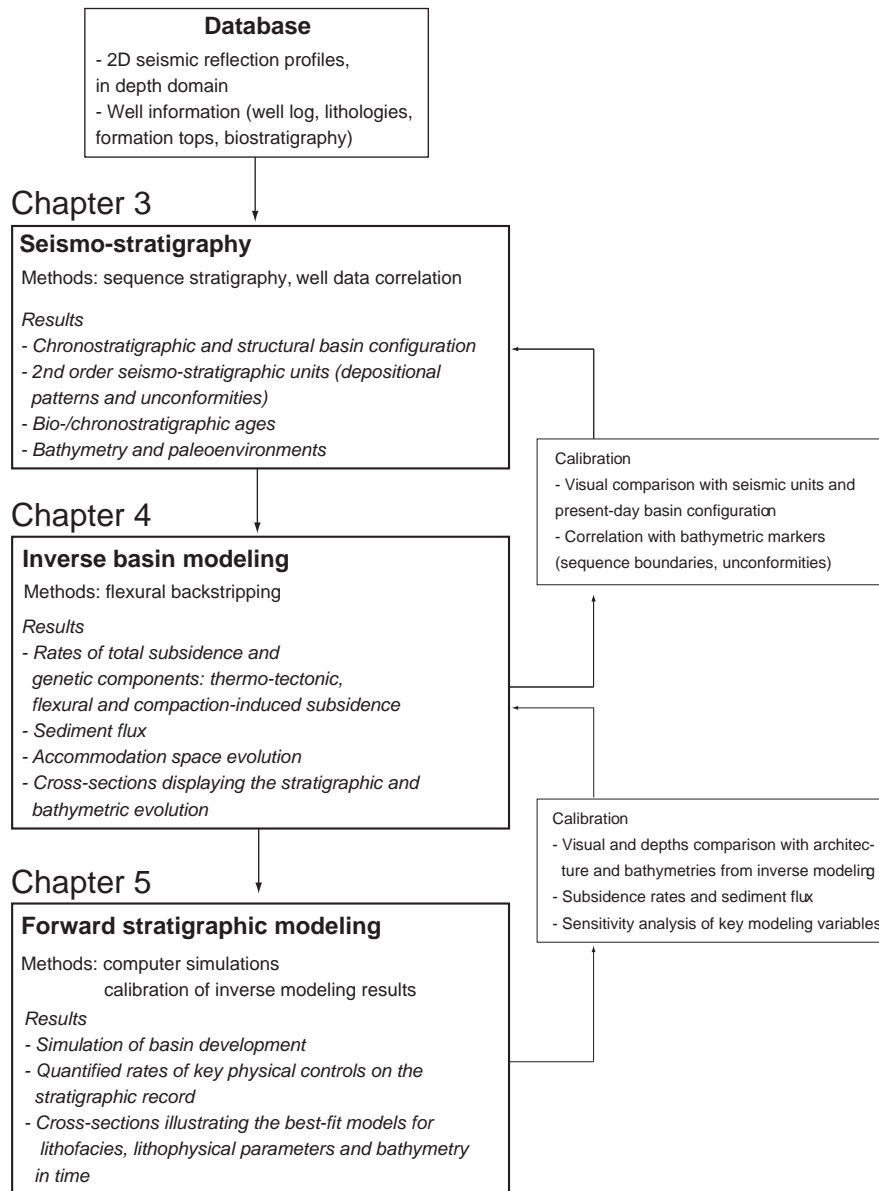 Database
- 2D seismic reflection profiles,
in depth domain
- Well information (well log, lithologies,
formation tops, biostratigraphy)
Chapter 3
Seismo-stratigraphy
Methods: sequence stratigraphy, well data correlation
Results
- Chronostratigraphic and structural basin configuration
- 2nd order seismo-stratigraphic units (depositional
patterns and unconformities)
- Bio-/chronostratigraphic ages
- Bathymetry and paleoenvironments
Calibration
- Visual comparison with seismic units and
present-day basin configuration
- Correlation with bathymetric markers
(sequence boundaries, unconformities)
Chapter 4
Inverse basin modeling
Methods: flexural backstripping
Results
- Rates of total subsidence and
genetic components: thermo-tectonic,
flexural and compaction-induced subsidence
- Sediment flux
- Accommodation space evolution
- Cross-sections displaying the stratigraphic and
bathymetric evolution
Calibration
- Visual and depths comparison with architec-
ture and bathymetries from inverse modeling
- Subsidence rates and sediment flux
- Sensitivity analysis of key modeling variables
Chapter 5
Forward stratigraphic modeling
Methods: computer simulations
calibration of inverse modeling results
Results
- Simulation of basin development
- Quantified rates of key physical controls on the
stratigraphic record
- Cross-sections illustrating the best-fit models for
lithofacies, lithophysical parameters and bathymetry
in time